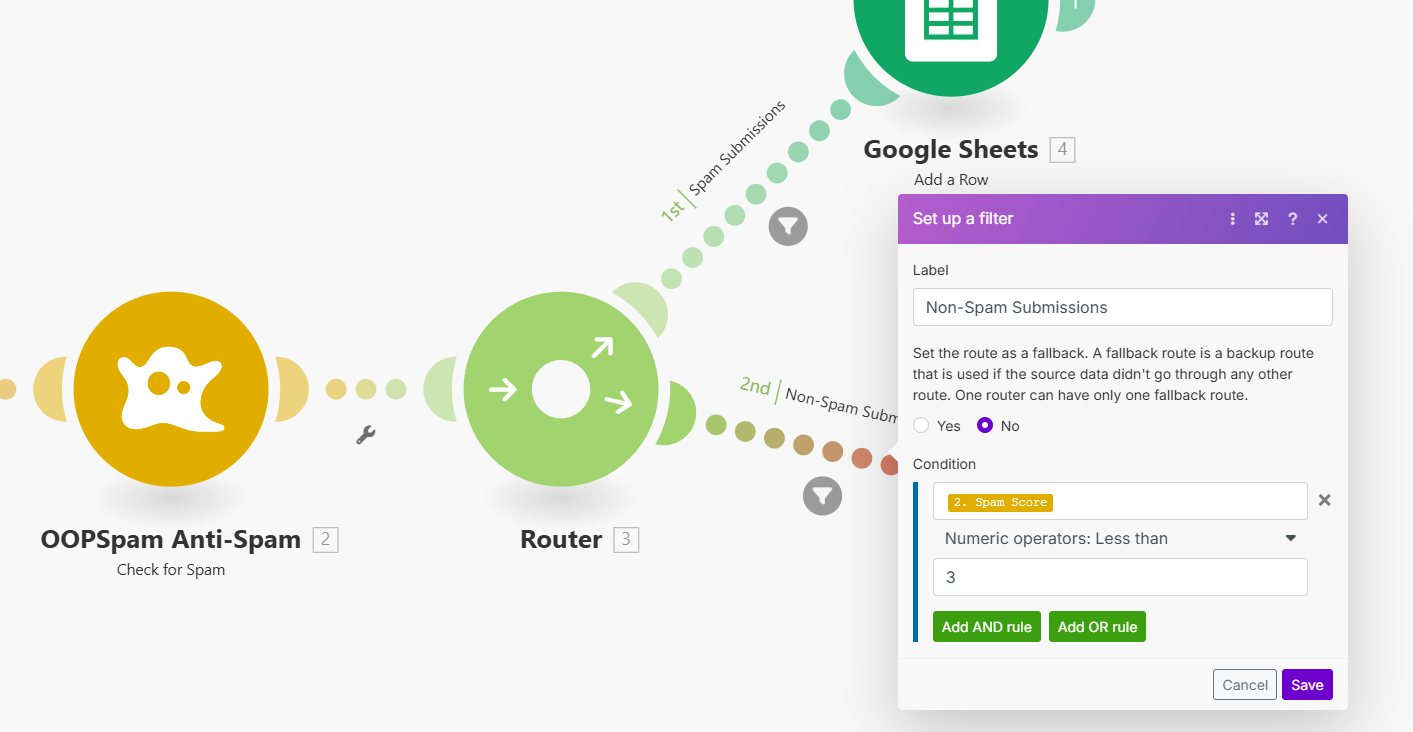 1st | Spam Submissions
Google Sheets 4
Add a Row
OOPSpam Anti-Spam 2
Check for Spam
Router 3
2nd | Non-Spam
Set up a filter
?
Label
Non-Spam Submissions
Set the route as a fallback. A fallback route is a backup route
that is used if the source data didn't go through any other
route. One router can have only one fallback route.
Yes No
Condition
2. Spam Score
Numeric operators: Less than
3
Add AND rule Add OR rule
Cancel Save